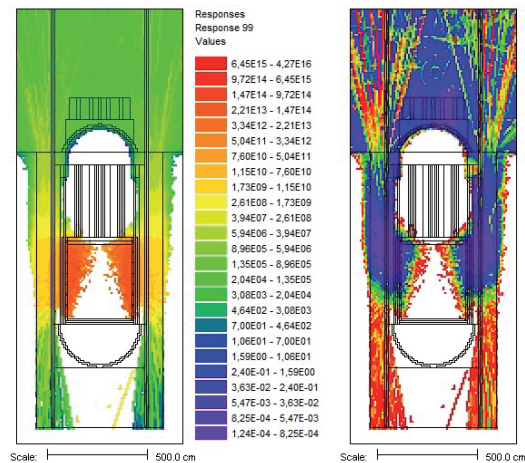 Responses
Response 99
Values
6,45E15 - 4,27E16
9,72E14 - 6,45E15
1,47E14 - 9,72E14
2,21E13 - 1,47E14
3,34E12 - 2,21E13
5,04E11 - 3,34E12
7,60E10 - 5,04E11
1,15E10 - 7,60E10
1,73E09 - 1,15E10
2,61E08 - 1,73E09
3,94E07 - 2,61E08
5,94E06 - 3,94E07
8,96E05 - 5,94E06
1,35E05 - 8,96E05
2,04E04 - 1,35E05
3,08E03 - 2,04E04
4,64E02 - 3,08E03
7,00E01 - 4,64E02
1,06E01 - 7,00E01
1,59E00 - 1,06E01
2,40E-01 - 1,59E00
3,63E-02 - 2,40E-01
5,47E-03 - 3,63E-02
8,25E-04 - 5,47E-03
1,24E-04 - 8,25E-04
Scale: 500.0 cm
Scale: 500.0 cm